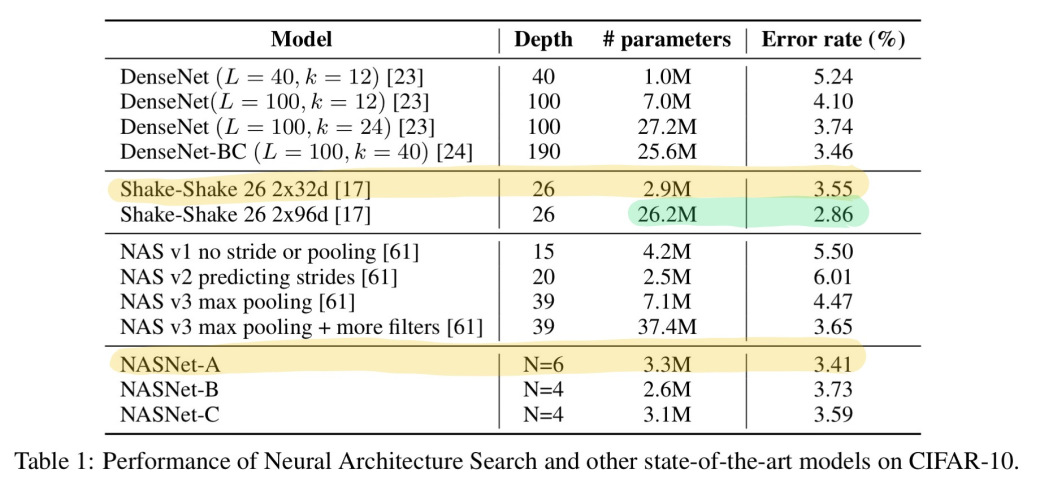 Model Depth # parameters Error rate (%)
DenseNet (L = 40, k = 12) [23] 40 1.0M 5.24
DenseNet(L = 100, k = 12) [23] 100 7.0M 4.10
DenseNet (L = 100, k = 24) [23] 100 27.2M 3.74
DenseNet-BC (L = 100, k = 40) [24] 190 25.6M 3.46
Shake-Shake 26 2x32d [17] 26 2.9M 3.55
Shake-Shake 26 2x96d [17] 26 26.2M 2.86
NAS v1 no stride or pooling [61] 15 4.2M 5.50
NAS v2 predicting strides [61] 20 2.5M 6.01
NAS v3 max pooling [61] 39 7.1M 4.47
NAS v3 max pooling + more filters [61] 39 37.4M 3.65
NASNet-A N=6 3.3M 3.41
NASNet-B N=4 2.6M 3.73
NASNet-C N=4 3.1M 3.59
Table 1: Performance of Neural Architecture Search and other state-of-the-art models on CIFAR-10.